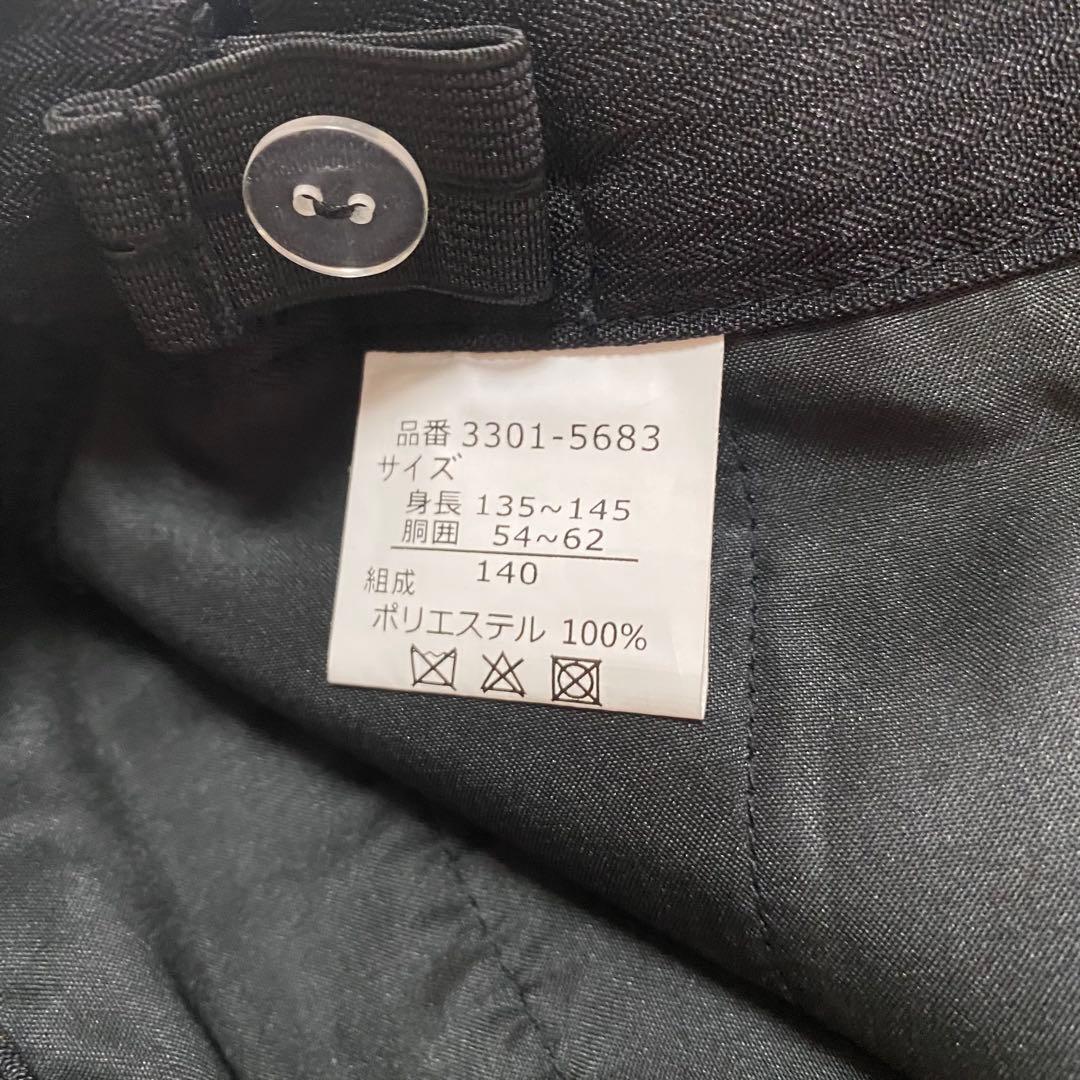 品番 3301-5683
サイズ
身長 135~145
胴囲 54~62
140
組成
ポリエステル 100%